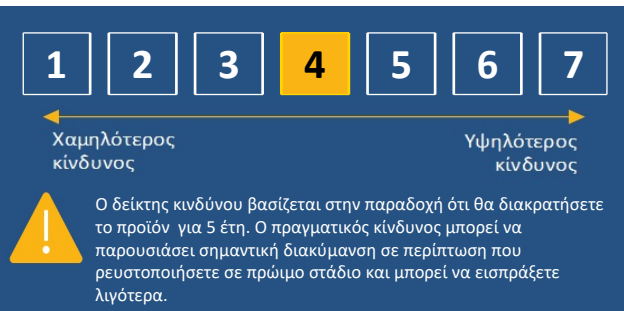 1 2 3 4 5 6 7
Χαμηλότερος Υψηλότερος
κίνδυνος κίνδυνος
Ο δείκτης κινδύνου βασίζεται στην παραδοχή ότι θα διακρατήσετε
το προϊόν για 5 έτη. Ο πραγματικός κίνδυνος μπορεί να
παρουσιάσει σημαντική διακύμανση σε περίπτωση που
ρευστοποιήσετε σε πρώιμο στάδιο και μπορεί να εισπράξετε
λιγότερα.